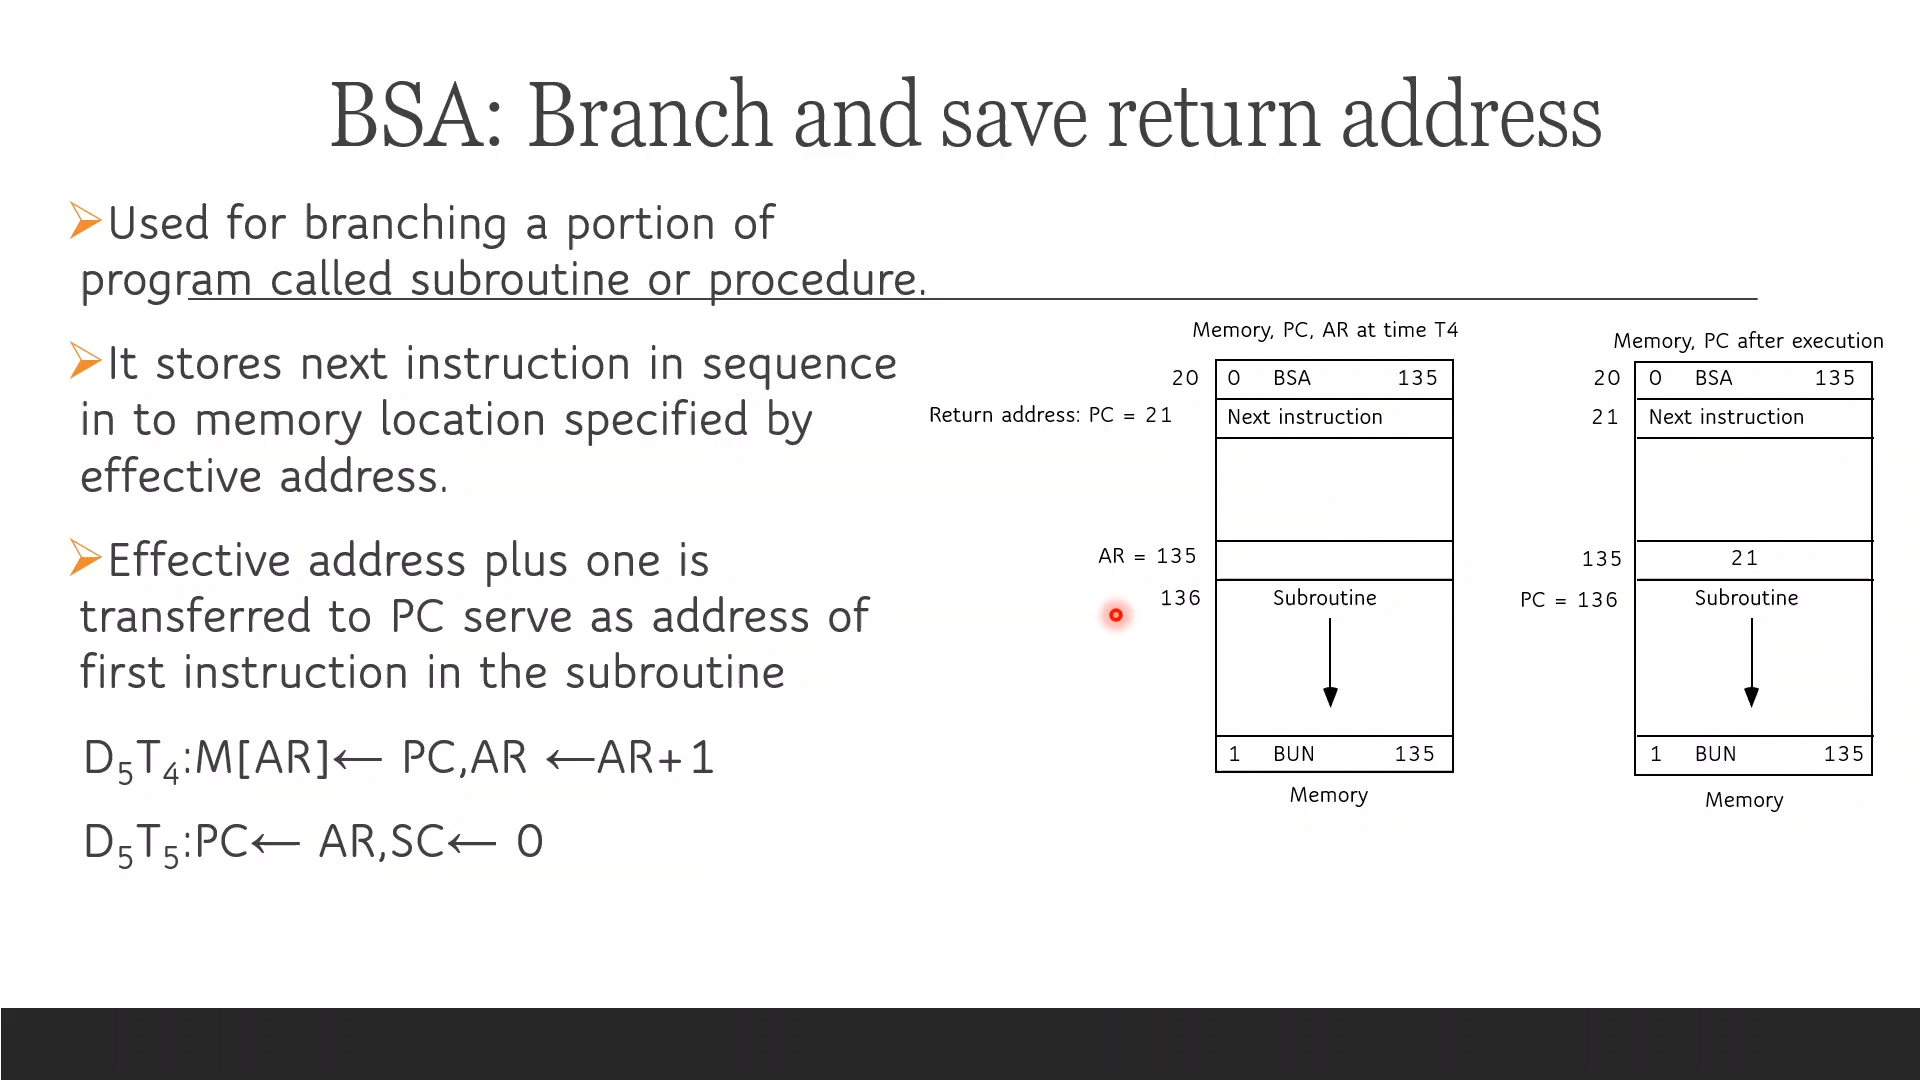 BSA: Branch and save return address
Used for branching a portion of
program called subroutine or procedure.
It stores next instruction in sequence
in to memory location specified by
effective address.
Effective address plus one is
transferred to PC serve as address of
first instruction in the subroutine
D5T4:M[AR]← PC,AR ←AR+1
D5T5:PC← AR,SC← 0
Memory, PC, AR at time T4
20 0 BSA 135
Return address: PC = 21 Next instruction
AR = 135
136 Subroutine
1 BUN 135
Memory
Memory, PC after execution
20 0 BSA 135
21 Next instruction
135 21
PC = 136 Subroutine
1 BUN 135
Memory